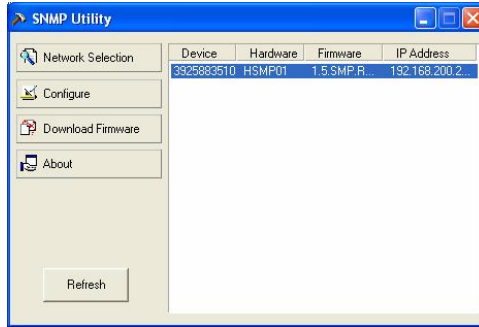 SNMP Utility
Network Selection
Configure
Download Firmware
About
Refresh
Device Hardware Firmware IP Address
3925883510 HSMP01 1.5.SMP.R... 192.168.200.2...